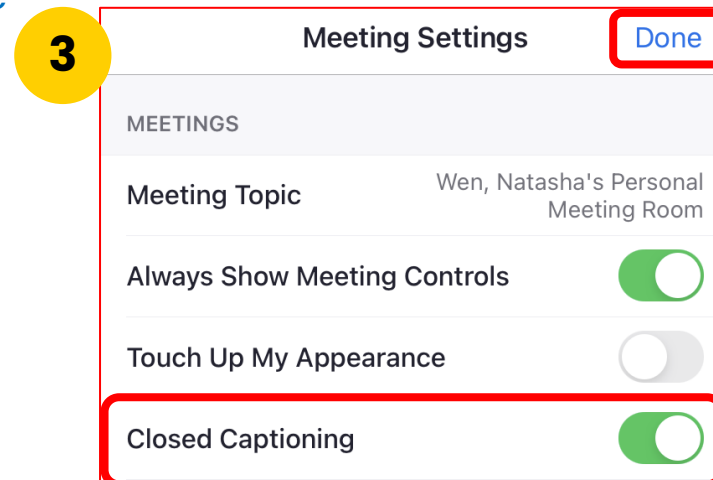 3
Meeting Settings
Done
MEETINGS
Meeting Topic
Wen, Natasha's Personal
Meeting Room
Always Show Meeting Controls
Touch Up My Appearance
Closed Captioning